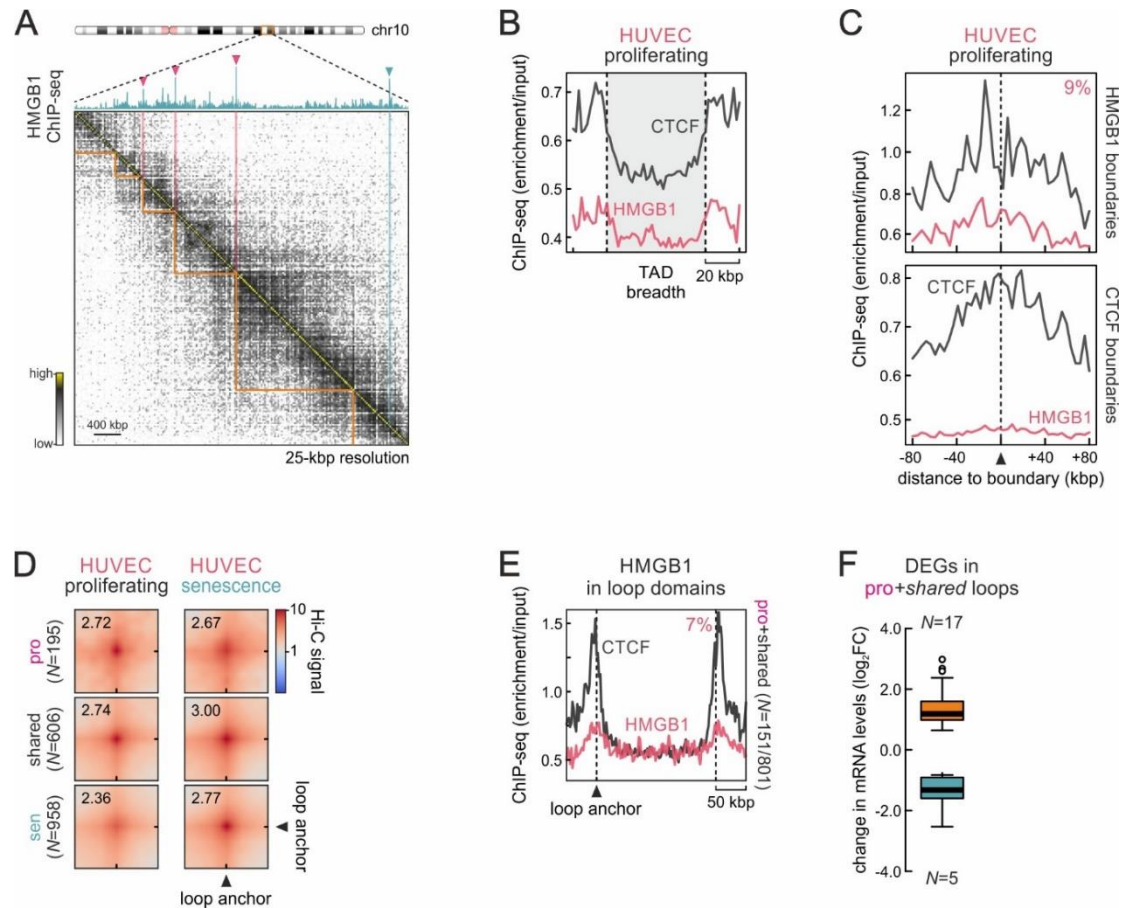 A
chr10
HMGB1
ChIP-seq
high
low
400 kbp
25-kbp resolution
B
HUVEC
proliferating
ChIP-seq (enrichment/input)
0.7
0.6
0.5
0.4
CTCF
HMGB1
TAD
breadth
20 kbp
C
HUVEC
proliferating
ChIP-seq (enrichment/input)
1.2
1.0
0.8
0.6
9%
HMGB1 boundaries
0.8
0.7
0.5
CTCF
HMGB1
CTCF boundaries
-80
-40
+40
+80
distance to boundary (kbp)
D
HUVEC
proliferating
HUVEC
senescence
pro
(N=195)
2.72
2.67
10
1
Hi-C signal
shared
(N=606)
2.74
3.00
sen
(N=958)
2.36
2.77
loop anchor
loop anchor
E
HMGB1
in loop domains
ChIP-seq (enrichment/input)
1.5
1.0
0.5
CTCF
7%
HMGB1
pro+shared (N=151/801)
loop anchor
50 kbp
F
DEGs in
pro+shared loops
N=17
change in mRNA levels (log2FC)
4.0
2.0
0.0
-2.0
-4.0
N=5